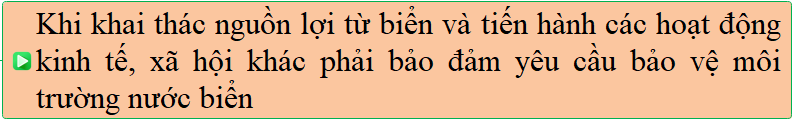 Khi khai thác nguồn lợi từ biển và tiến hành các hoạt động
kinh tế, xã hội khác phải bảo đảm yêu cầu bảo vệ môi
trường nước biển